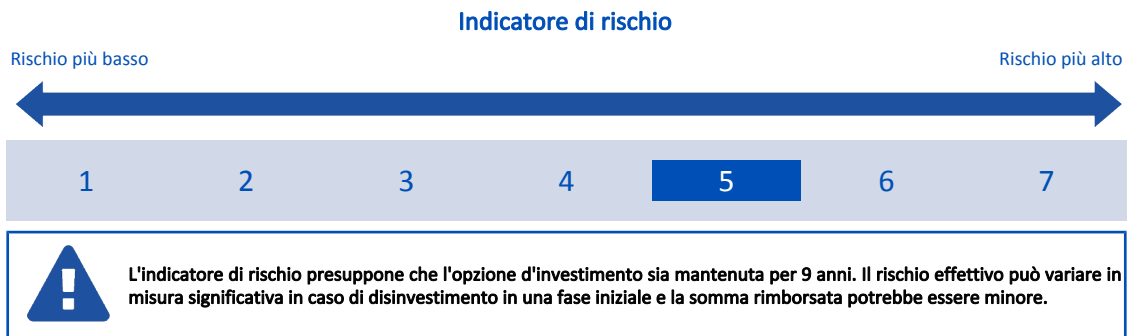 Indicatore di rischio
Rischio più basso Rischio più alto
1 2 3 4 5 6 7
L'indicatore di rischio presuppone che l'opzione d'investimento sia mantenuta per 9 anni. Il rischio effettivo può variare in
misura significativa in caso di disinvestimento in una fase iniziale e la somma rimborsata potrebbe essere minore.